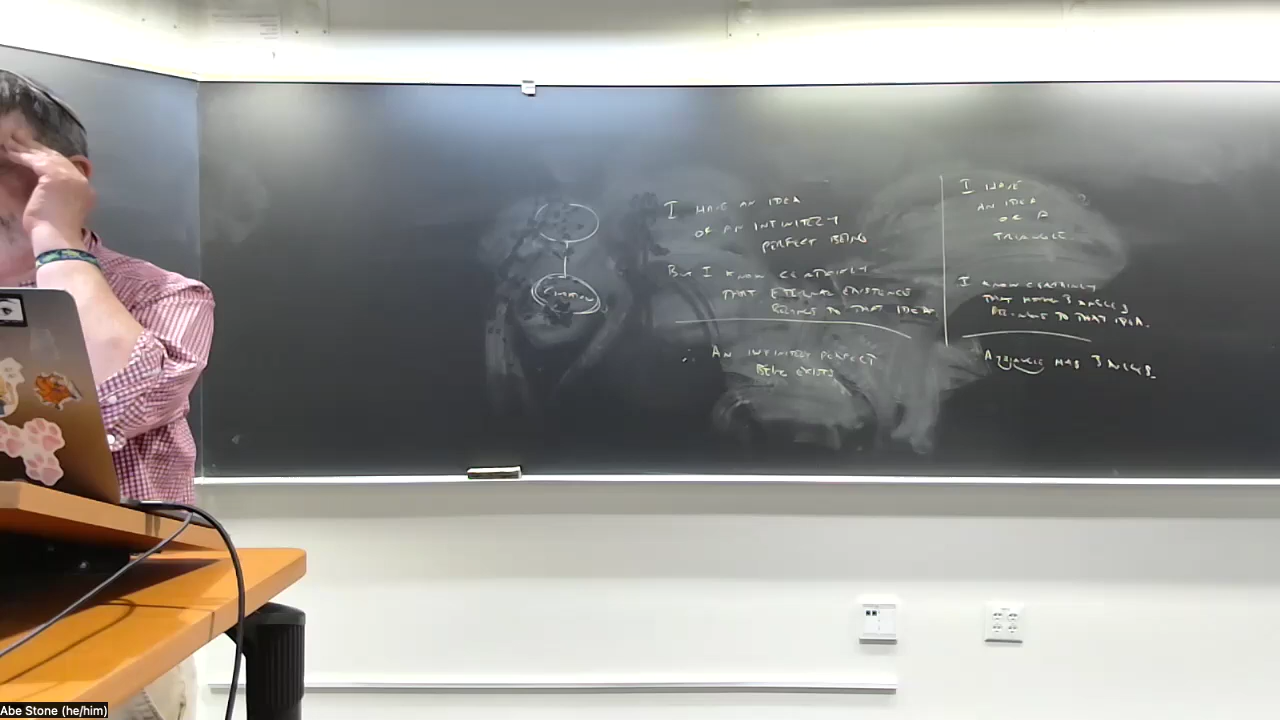 I HAVE AN IDEA
OF AN INFINITELY
PERFECT BEING
BUT I KNOW CERTAINLY
THAT ETERNAL EXISTENCE
BELONGS TO THAT IDEA.
∴ AN INFINITELY PERFECT
BEING EXISTS
I HAVE
AN IDEA
OF A
TRIANGLE.
I KNOW CERTAINLY
THAT HAVING 3 ANGLES
BELONGS TO THAT IDEA.
A TRIANGLE HAS 3 ANGLES.
Abe Stone (he/him)